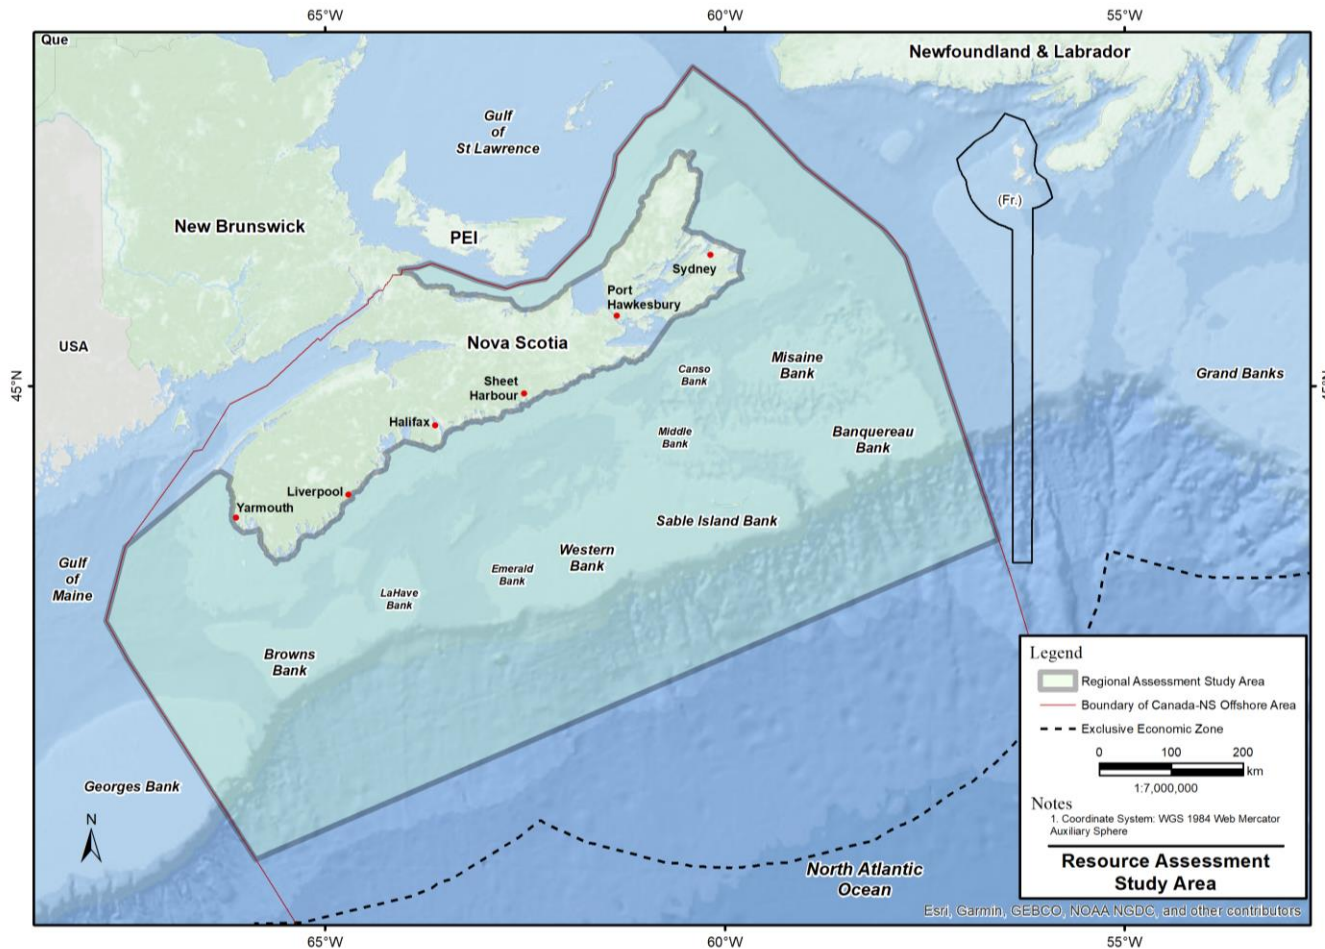 65°W
60°W
55°W
Que
Newfoundland & Labrador
Gulf
of
St Lawrence
New Brunswick
PEI
(Fr.)
Sydney
Port
Hawkesbury
USA
Nova Scotia
Canso
Bank
Misaine
Bank
Grand Banks
45°N
45°N
Sheet
Harbour
Halifax
Middle
Bank
Banquereau
Bank
Liverpool
Yarmouth
Sable Island Bank
Gulf
of
Maine
Western
Bank
Emerald
Bank
LaHave
Bank
Browns
Bank
Georges Bank
N
North Atlantic
Ocean
Legend
Regional Assessment Study Area
Boundary of Canada-NS Offshore Area
Exclusive Economic Zone
0 100 200
km
1:7,000,000
Notes
1. Coordinate System: WGS 1984 Web Mercator
Auxiliary Sphere
Resource Assessment
Study Area
Esri, Garmin, GEBCO, NOAA NGDC, and other contributors
65°W
60°W
55°W